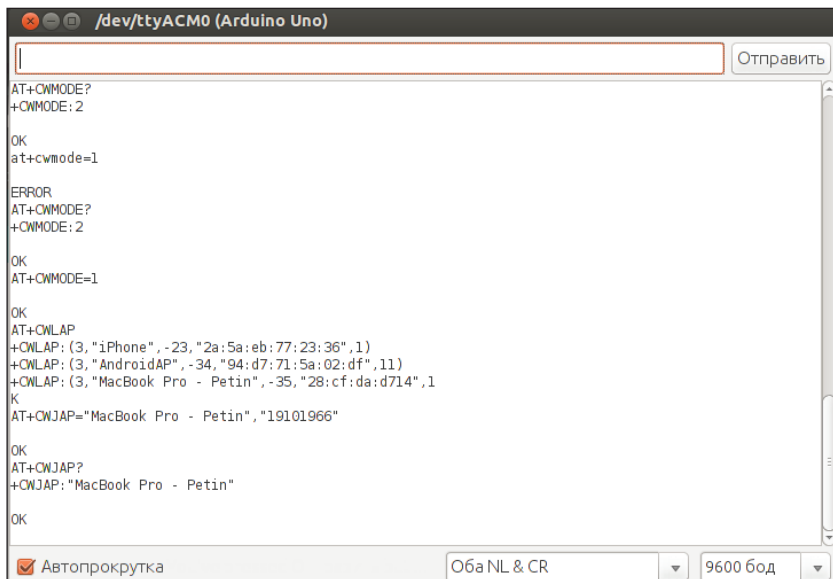 /dev/ttyACM0 (Arduino Uno)
Отправить
AT+CWMODE?
+CWMODE:2
OK
at+cwmode=1
ERROR
AT+CWMODE?
+CWMODE:2
OK
AT+CWMODE=1
OK
AT+CWLAP
+CWLAP:(3,"iPhone",-23,"2a:5a:eb:77:23:36",1)
+CWLAP:(3,"AndroidAP",-34,"94:d7:71:5a:02:df",11)
+CWLAP:(3,"MacBook Pro - Petin",-35,"28:cf:da:d714",1
K
AT+CWJAP="MacBook Pro - Petin","19101966"
OK
AT+CWJAP?
+CWJAP:"MacBook Pro - Petin"
OK
Автопрокрутка
Оба NL & CR
9600 бод